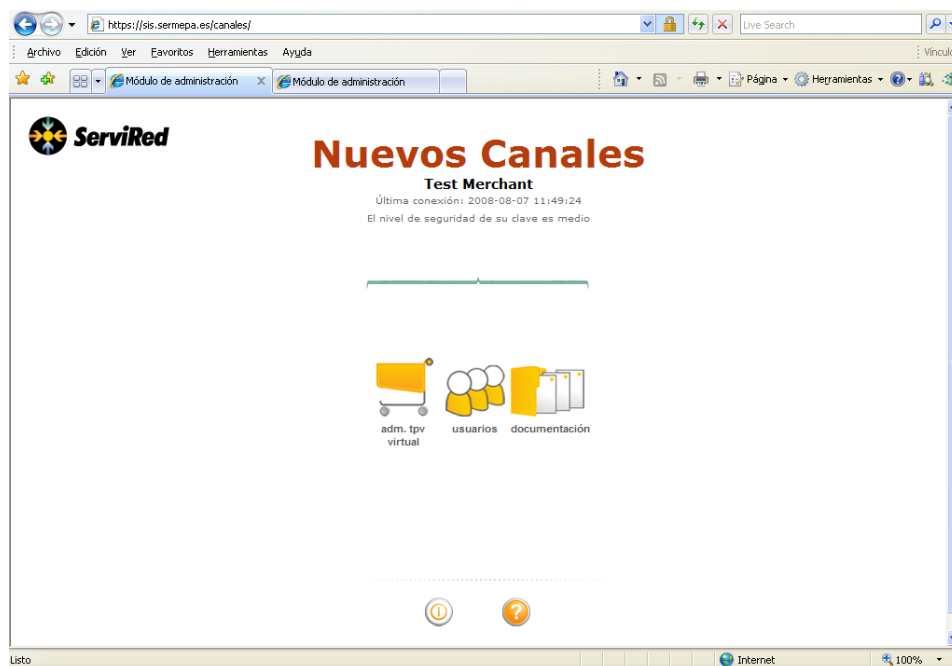 https://sis.sermepa.es/canales/
Live Search
Archivo Edición Ver Favoritos Herramientas Ayuda
Módulo de administración
Módulo de administración
Página
Herramientas
ServiRed
Nuevos Canales
Test Merchant
Última conexión: 2008-08-07 11:49:24
El nivel de seguridad de su clave es medio
adm. tpv
virtual
usuarios
documentación
Listo
Internet
100%